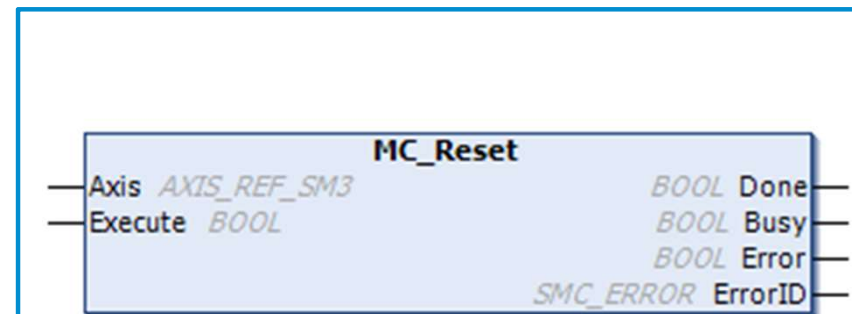 MC_Reset
Axis AXIS_REF_SM3 BOOL Done
Execute BOOL BOOL Busy
BOOL Error
SMC_ERROR ErrorID